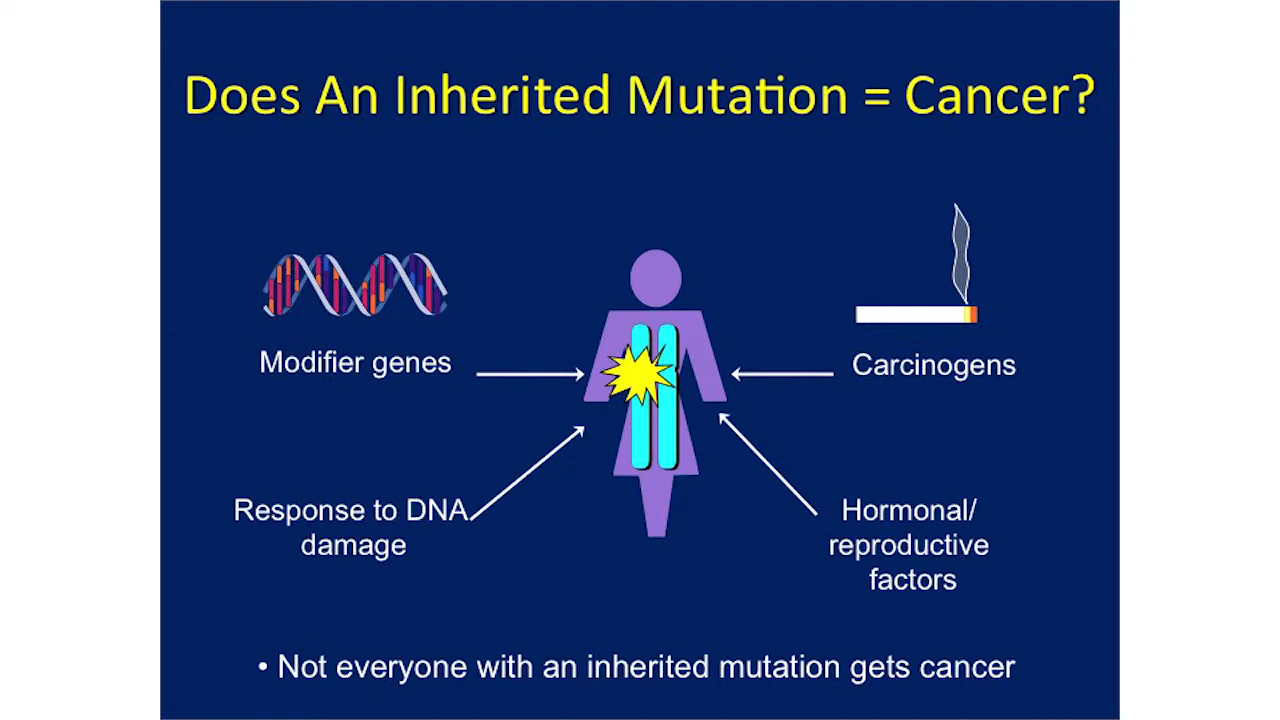 Does An Inherited Mutation = Cancer?
Modifier genes
Carcinogens
Response to DNA
damage
Hormonal/
reproductive
factors
• Not everyone with an inherited mutation gets cancer